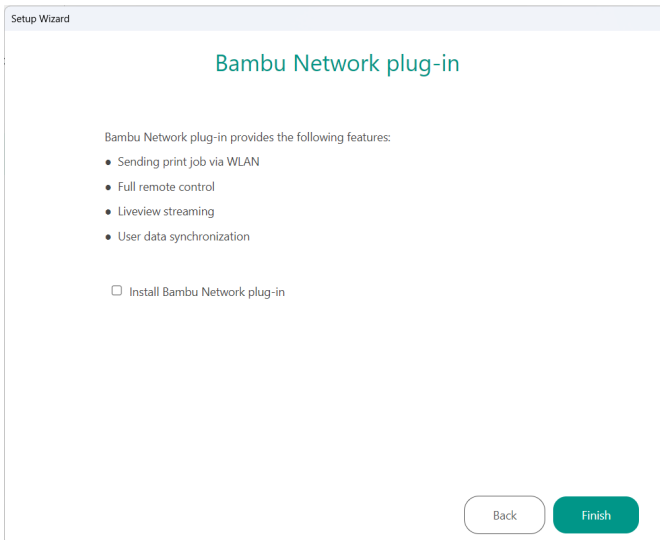 Setup Wizard
Bambu Network plug-in
Bambu Network plug-in provides the following features:
● Sending print job via WLAN
● Full remote control
● Liveview streaming
● User data synchronization
Install Bambu Network plug-in
Back
Finish